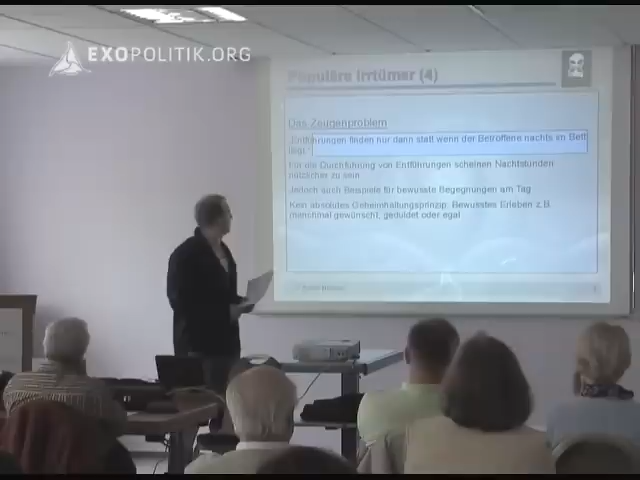 EXOPOLITIK.ORG
Populäre Irrtümer (4)
Das Zeugenproblem
„Entführungen finden nur dann statt wenn der Betroffene nachts im Bett
liegt."
Für die Durchführung von Entführungen scheinen Nachtstunden
nützlicher zu sein
Jedoch auch Beispiele für bewusste Begegnungen am Tag
Kein absolutes Geheimhaltungsprinzip: Bewusstes Erleben z.B.
manchmal gewünscht, geduldet oder egal